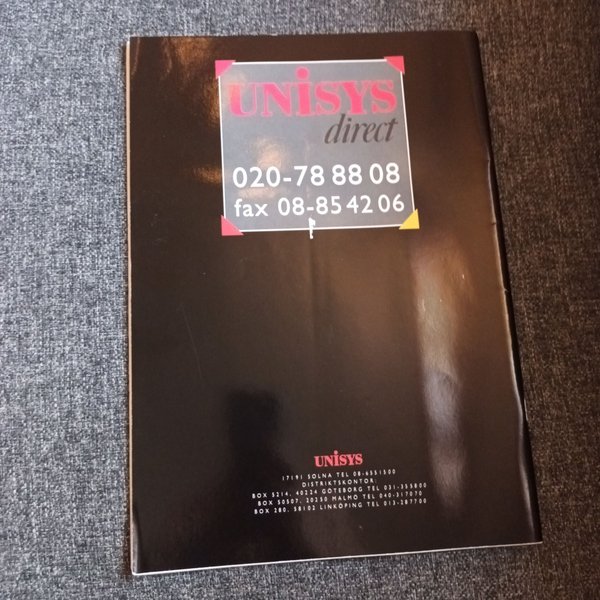 UNiSYS
direct
020-78 88 08
fax 08-85 42 06
UNiSYS
17191 SOLNA TEL 08-6551500
DISTRIKTSKONTOR:
BOX 5214, 40224 GÖTEBORG TEL 031-355800
BOX 50507, 20250 MALMÖ TEL 040-317070
BOX 280, 58102 LINKÖPING TEL 013-287700